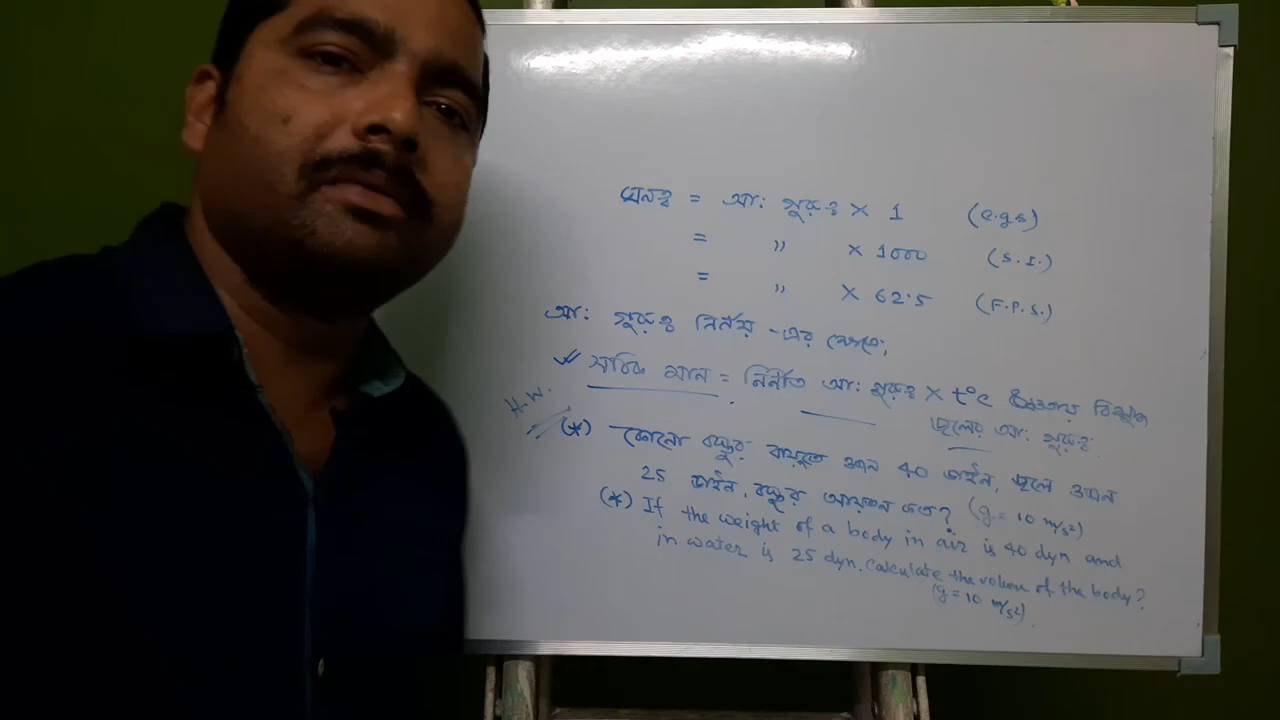 ঘনত্ব = আ: গুরুত্ব × 1 (c.g.s)
= " × 1000 (S.I.)
= " × 62.5 (F.P.S.)
আ: গুরুত্ব নির্ণয় -এর ক্ষেত্রে,
✓ সঠিক মান = নির্ণীত আ: গুরুত্ব × t°c উষ্ণতায় বিশুদ্ধ
জলের আ: গুরুত্ব.
H.W.
(*) কোনো বস্তুর বায়ুতে ওজন 40 ডাইন, জলে ওজন
25 ডাইন, বস্তুর আয়তন কত? (g = 10 m/s²)
(*) If the weight of a body in air is 40 dyn and
in water is 25 dyn. Calculate the volume of the body?
(g = 10 m/s²).